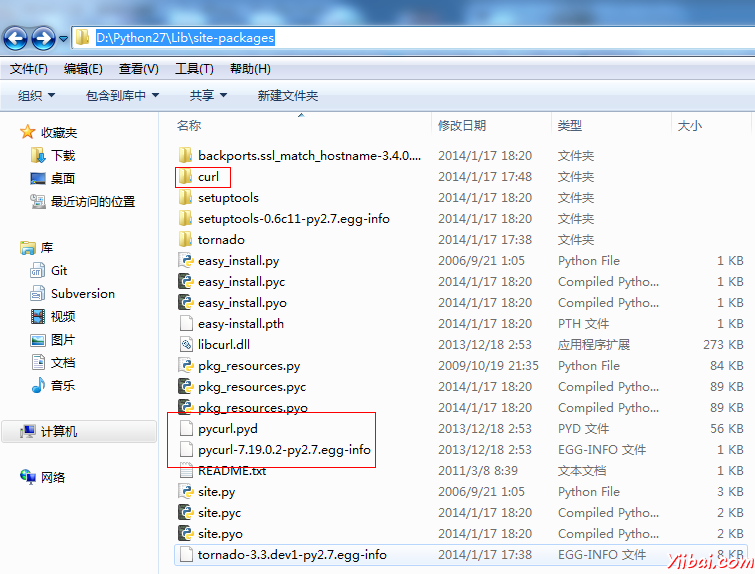 D:\Python27\Lib\site-packages
文件(F) 编辑(E) 查看(V) 工具(T) 帮助(H)
组织 包含到库中 共享 新建文件夹
收藏夹
下载
桌面
最近访问的位置
库
Git
Subversion
视频
图片
文档
音乐
计算机
网络
名称 修改日期 类型 大小
backports.ssl_match_hostname-3.4.0.... 2014/1/17 18:20 文件夹
curl 2014/1/17 17:48 文件夹
setuptools 2014/1/17 18:20 文件夹
setuptools-0.6c11-py2.7.egg-info 2014/1/17 18:20 文件夹
tornado 2014/1/17 17:38 文件夹
easy_install.py 2006/9/21 1:05 Python File 1 KB
easy_install.pyc 2014/1/17 18:20 Compiled Pytho... 1 KB
easy_install.pyo 2014/1/17 18:20 Compiled Pytho... 1 KB
easy-install.pth 2014/1/17 18:20 PTH 文件 1 KB
libcurl.dll 2013/12/18 2:53 应用程序扩展 273 KB
pkg_resources.py 2009/10/19 21:35 Python File 84 KB
pkg_resources.pyc 2014/1/17 18:20 Compiled Pytho... 89 KB
pkg_resources.pyo 2014/1/17 18:20 Compiled Pytho... 89 KB
pycurl.pyd 2013/12/18 2:53 PYD 文件 56 KB
pycurl-7.19.0.2-py2.7.egg-info 2013/12/18 2:53 EGG-INFO 文件 1 KB
README.txt 2011/3/8 8:39 文本文档 1 KB
site.py 2006/9/21 1:05 Python File 3 KB
site.pyc 2014/1/17 18:20 Compiled Pytho... 2 KB
site.pyo 2014/1/17 18:20 Compiled Pytho... 2 KB
tornado-3.3.dev1-py2.7.egg-info 2014/1/17 17:38 EGG-INFO 文件 8 KB
Yiibai.com